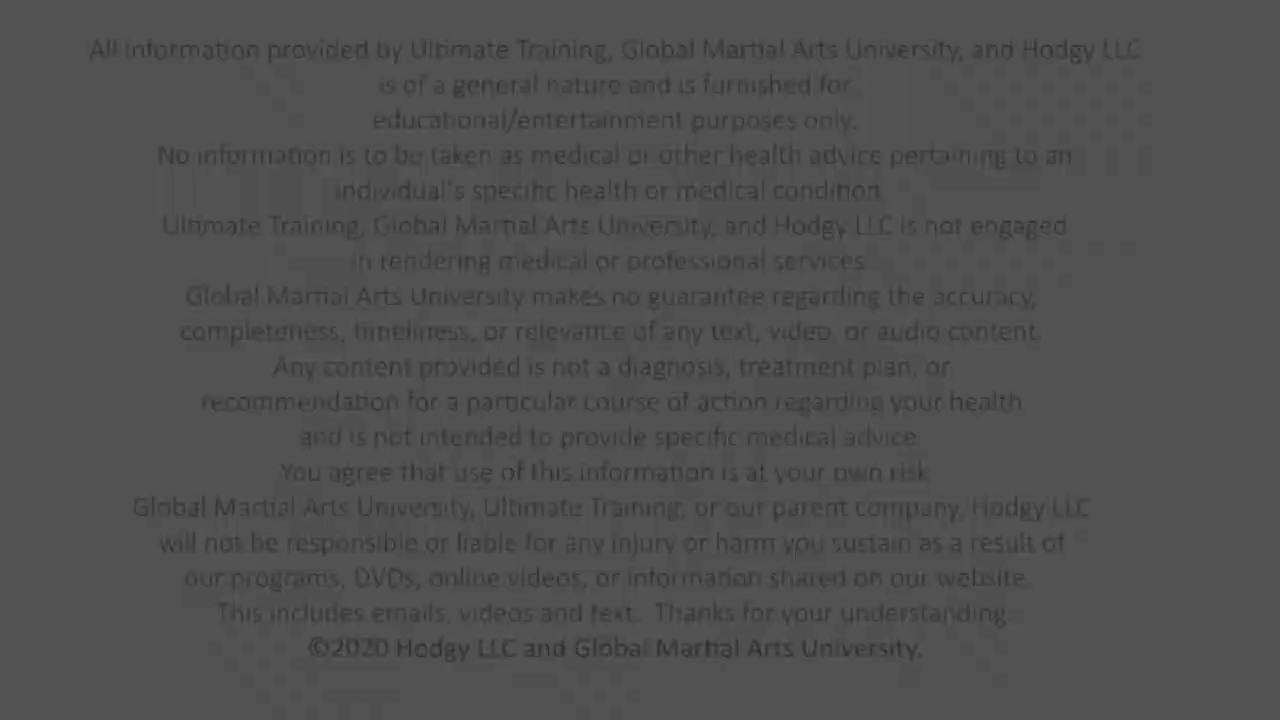 All information provided by Ultimate Training, Global Martial Arts University, and Hodgy LLC
is of a general nature and is furnished for
educational/entertainment purposes only.
No information is to be taken as medical or other health advice pertaining to an
individual's specific health or medical condition.
Ultimate Training, Global Martial Arts University, and Hodgy LLC is not engaged
in rendering medical or professional services.
Global Martial Arts University makes no guarantee regarding the accuracy,
completeness, timeliness, or relevance of any text, video, or audio content.
Any content provided is not a diagnosis, treatment plan, or
recommendation for a particular course of action regarding your health
and is not intended to provide specific medical advice.
You agree that use of this information is at your own risk.
Global Martial Arts University, Ultimate Training, or our parent company, Hodgy LLC
will not be responsible or liable for any injury or harm you sustain as a result of
our programs, DVDs, online videos, or information shared on our website.
This includes emails, videos and text. Thanks for your understanding.
©2020 Hodgy LLC and Global Martial Arts University.